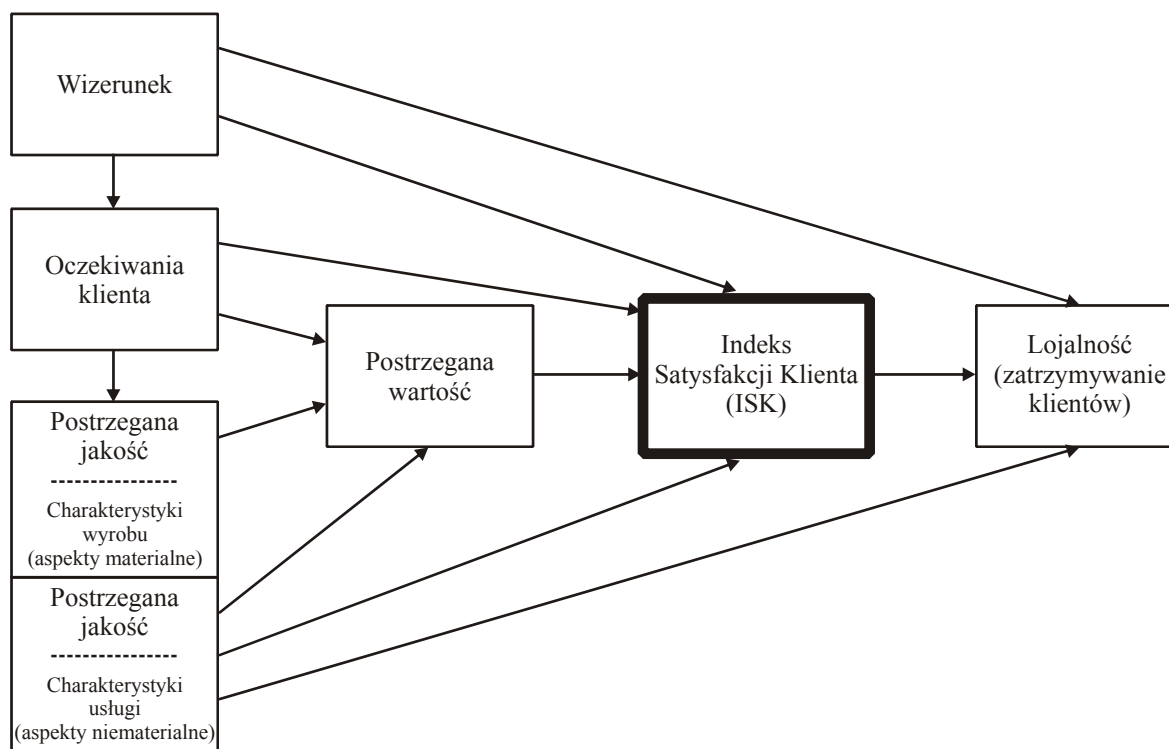 Wizerunek
Oczekiwania
klienta
Postrzegana
jakość
Charakterystyki
wyrobu
(aspekty materialne)
Postrzegana
jakość
Charakterystyki
usługi
(aspekty niematerialne)
Postrzegana
wartość
Indeks
Satysfakcji Klienta
(ISK)
Lojalność
(zatrzymywanie
klientów)